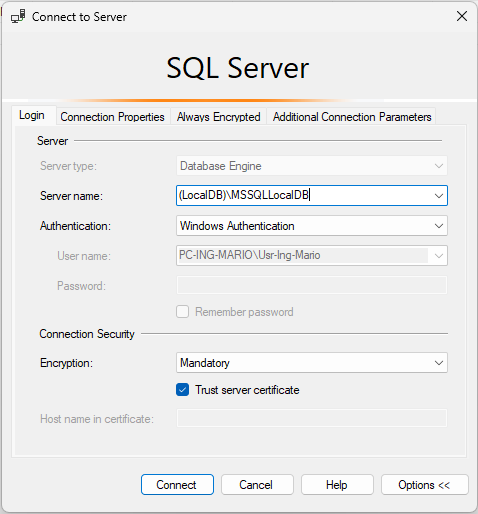 Connect to Server
SQL Server
Login Connection Properties Always Encrypted Additional Connection Parameters
Server
Server type: Database Engine
Server name: (LocalDB)\MSSQLLocalDB
Authentication: Windows Authentication
User name: PC-ING-MARIO\Usr-Ing-Mario
Password:
Remember password
Connection Security
Encryption: Mandatory
Trust server certificate
Host name in certificate:
Connect Cancel Help Options <<